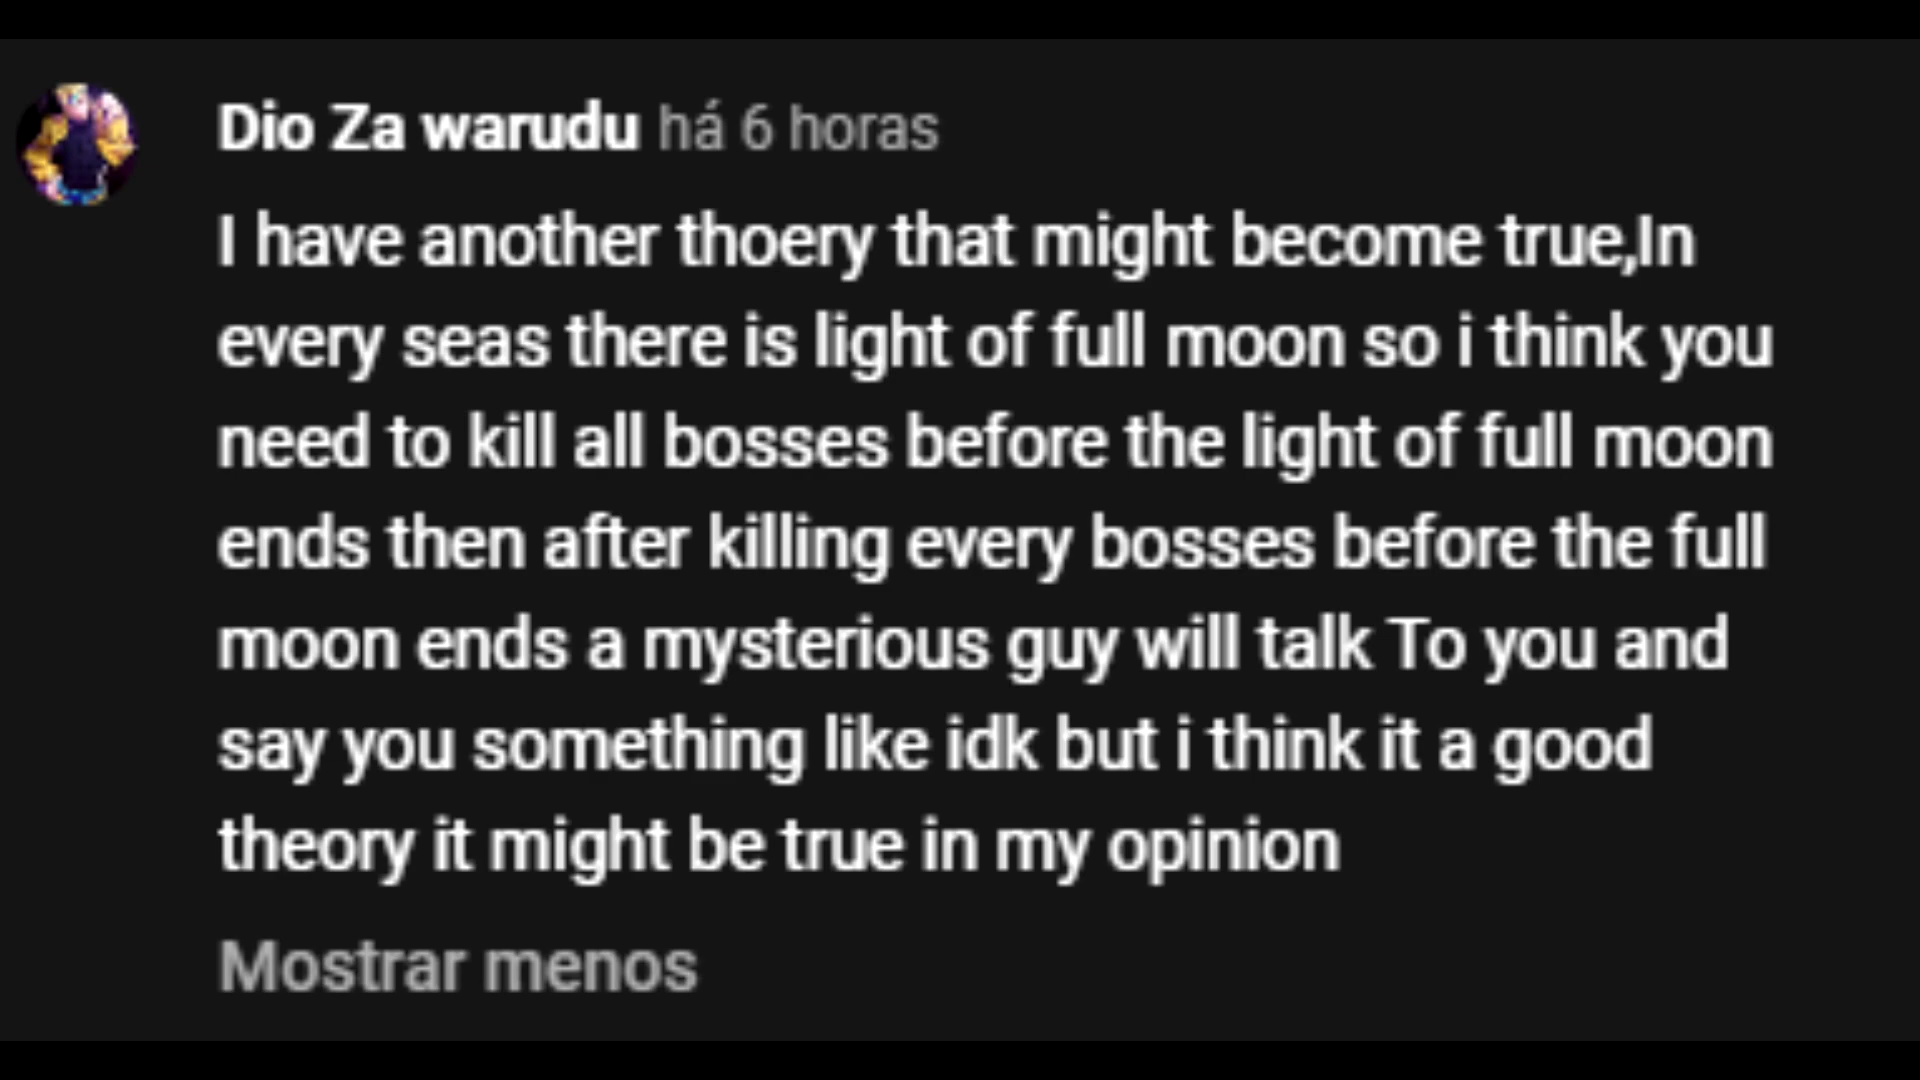 Dio Za warudu há 6 horas
I have another thoery that might become true,In
every seas there is light of full moon so i think you
need to kill all bosses before the light of full moon
ends then after killing every bosses before the full
moon ends a mysterious guy will talk To you and
say you something like idk but i think it a good
theory it might be true in my opinion
Mostrar menos